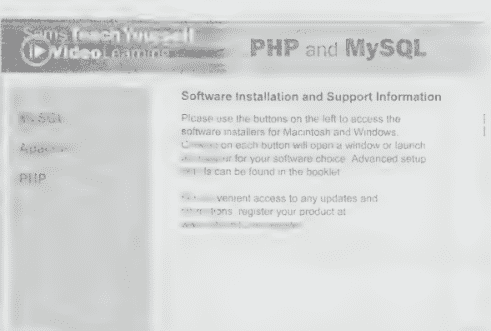 Sams Teach Yourself
Video Learning
PHP and MySQL
Software Installation and Support Information
Please use the buttons on the left to access the
software installers for Macintosh and Windows.
on each button will open a window or launch
for your software choice. Advanced setup
can be found in the booklet
MySQL
PHP
access to any updates and
register your product at